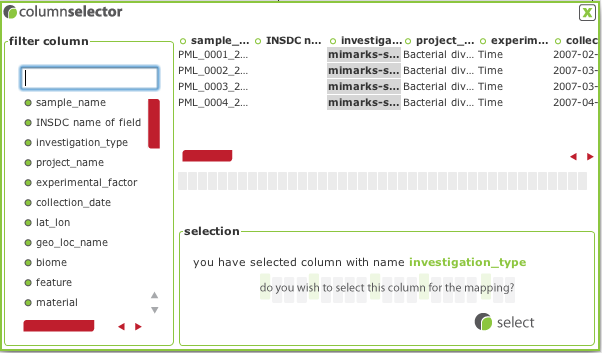 columnselector X
filter column
sample_name
INSDC name of field
investigation_type
project_name
experimental_factor
collection_date
lat_lon
geo_loc_name
biome
feature
material
sample_... INSDC n... investiga... project_... experim... collec
PML_0001_2... mimarks-s... Bacterial div... Time 2007-02-
PML_0002_2... mimarks-s... Bacterial div... Time 2007-03-
PML_0003_2... mimarks-s... Bacterial div... Time 2007-03-
PML_0004_2... mimarks-s... Bacterial div... Time 2007-04-
selection
you have selected column with name investigation_type
do you wish to select this column for the mapping?
select